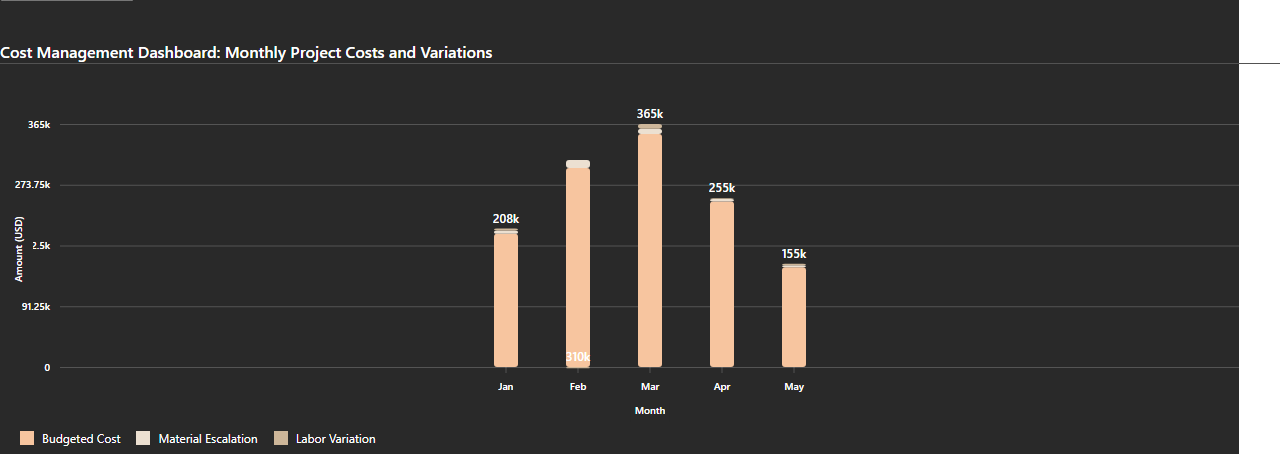 Cost Management Dashboard: Monthly Project Costs and Variations
365k
365k
273.75k
255k
208k
2.5k
155k
91.25k
310k
0
Amount (USD)
Jan Feb Mar Apr May
Month
Budgeted Cost Material Escalation Labor Variation